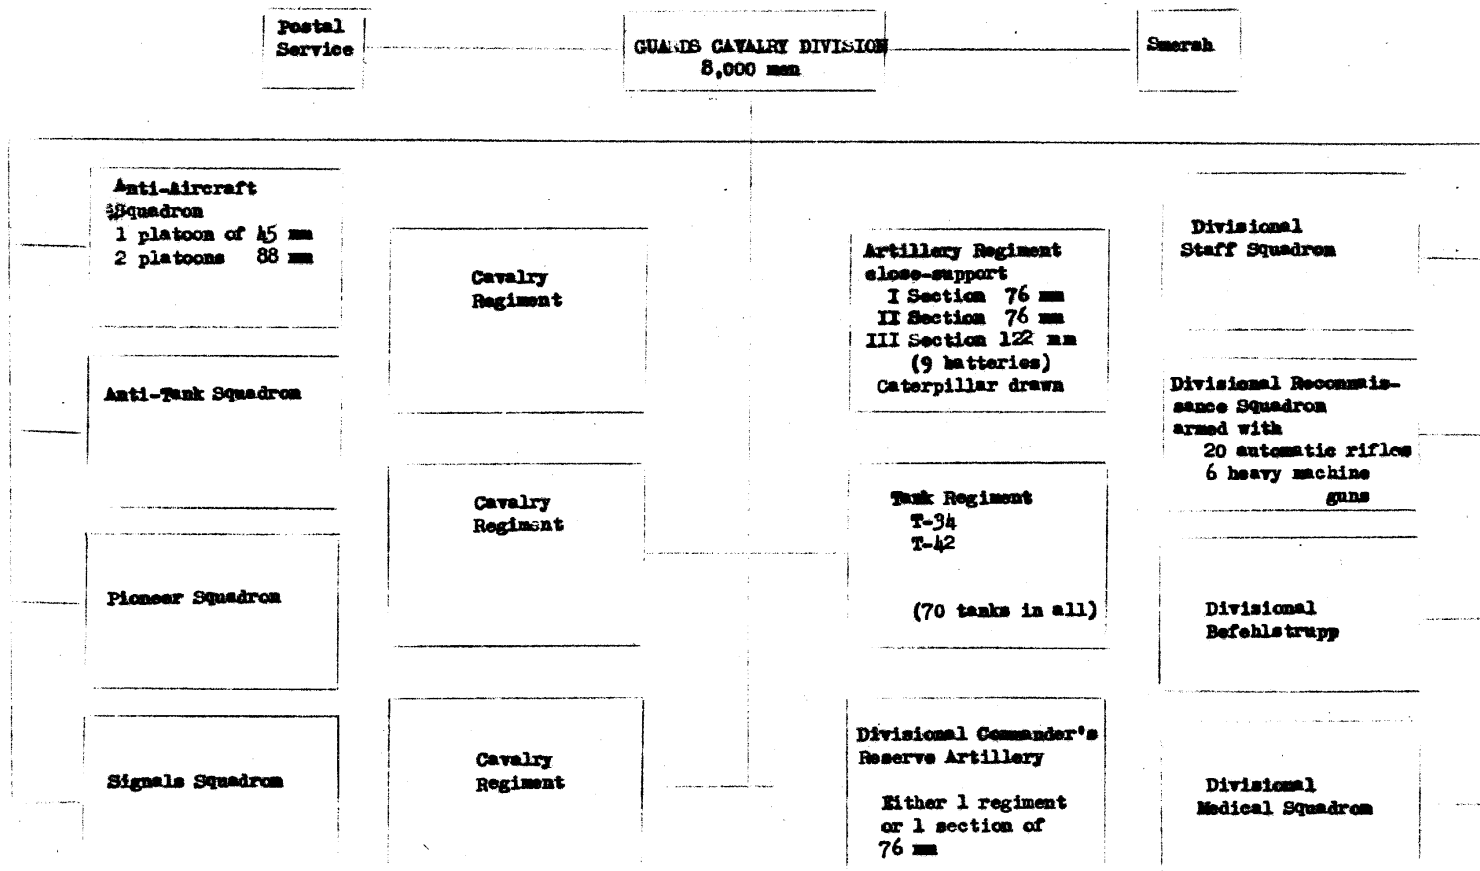 Postal
Service
GUARDS CAVALRY DIVISION
8,000 men
Smersh
Anti-Aircraft
Squadron
1 platoon of 45 mm
2 platoons 88 mm
Anti-Tank Squadron
Pioneer Squadron
Signals Squadron
Cavalry
Regiment
Cavalry
Regiment
Cavalry
Regiment
Artillery Regiment
close-support
I Section 76 mm
II Section 76 mm
III Section 122 mm
(9 batteries)
Caterpillar drawn
Tank Regiment
T-34
T-42
(70 tanks in all)
Divisional Commander's
Reserve Artillery
Either 1 regiment
or 1 section of
76 mm
Divisional
Staff Squadron
Divisional Reconnais-
sance Squadron
armed with
20 automatic rifles
6 heavy machine
guns
Divisional
Befehlstrupp
Divisional
Medical Squadron